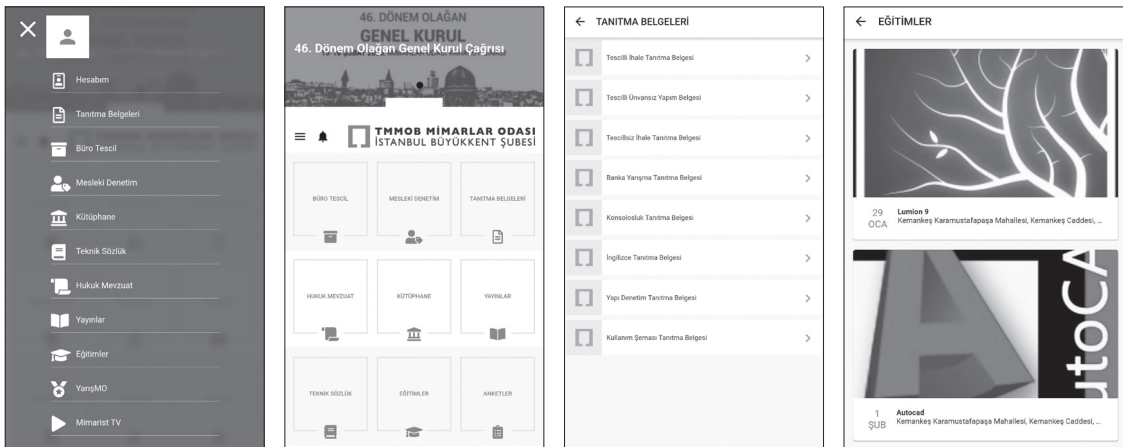 Hesabım
Tanıtma Belgeleri
Büro Tescil
Mesleki Denetim
Kütüphane
Teknik Sözlük
Hukuk Mevzuat
Yayınlar
Eğitimler
YarışMO
Mimarist TV
46. DÖNEM OLAĞAN
GENEL KURUL
46. Dönem Olağan Genel Kurul Çağrısı
TMMOB MİMARLAR ODASI
İSTANBUL BÜYÜKKENT ŞUBESİ
BÜRO TESCİL
MESLEKİ DENETİM
TANITMA BELGELERİ
HUKUK MEVZUAT
KÜTÜPHANE
YAYINLAR
TEKNİK SÖZLÜK
EĞİTİMLER
ANKETLER
TANITMA BELGELERİ
Tescilli İhale Tanıtma Belgesi
Tescilli Ünvansız Yapım Belgesi
Tescilsiz İhale Tanıtma Belgesi
Banka Yarışma Tanıtma Belgesi
Konsolosluk Tanıtma Belgesi
İngilizce Tanıtma Belgesi
Yapı Denetim Tanıtma Belgesi
Kullanım Şeması Tanıtma Belgesi
EĞİTİMLER
29 OCA
Lumion 9
Kemankeş Karamustafapaşa Mahallesi, Kemankeş Caddesi, ...
utoCA
1 ŞUB
Autocad
Kemankeş Karamustafapaşa Mahallesi, Kemankeş Caddesi, ...